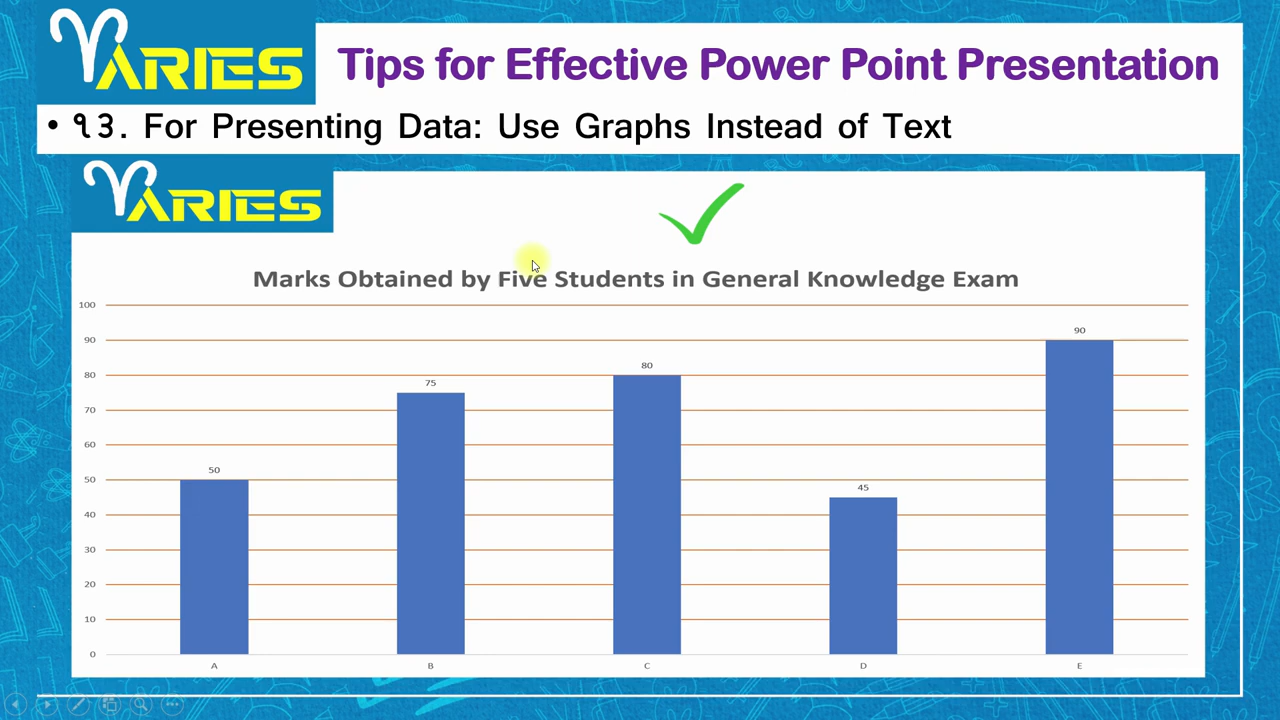 ARIES
Tips for Effective Power Point Presentation
• १३. For Presenting Data: Use Graphs Instead of Text
ARIES
Marks Obtained by Five Students in General Knowledge Exam
100
90
80
70
60
50
40
30
20
10
0
50
75
80
45
90
A B C D E